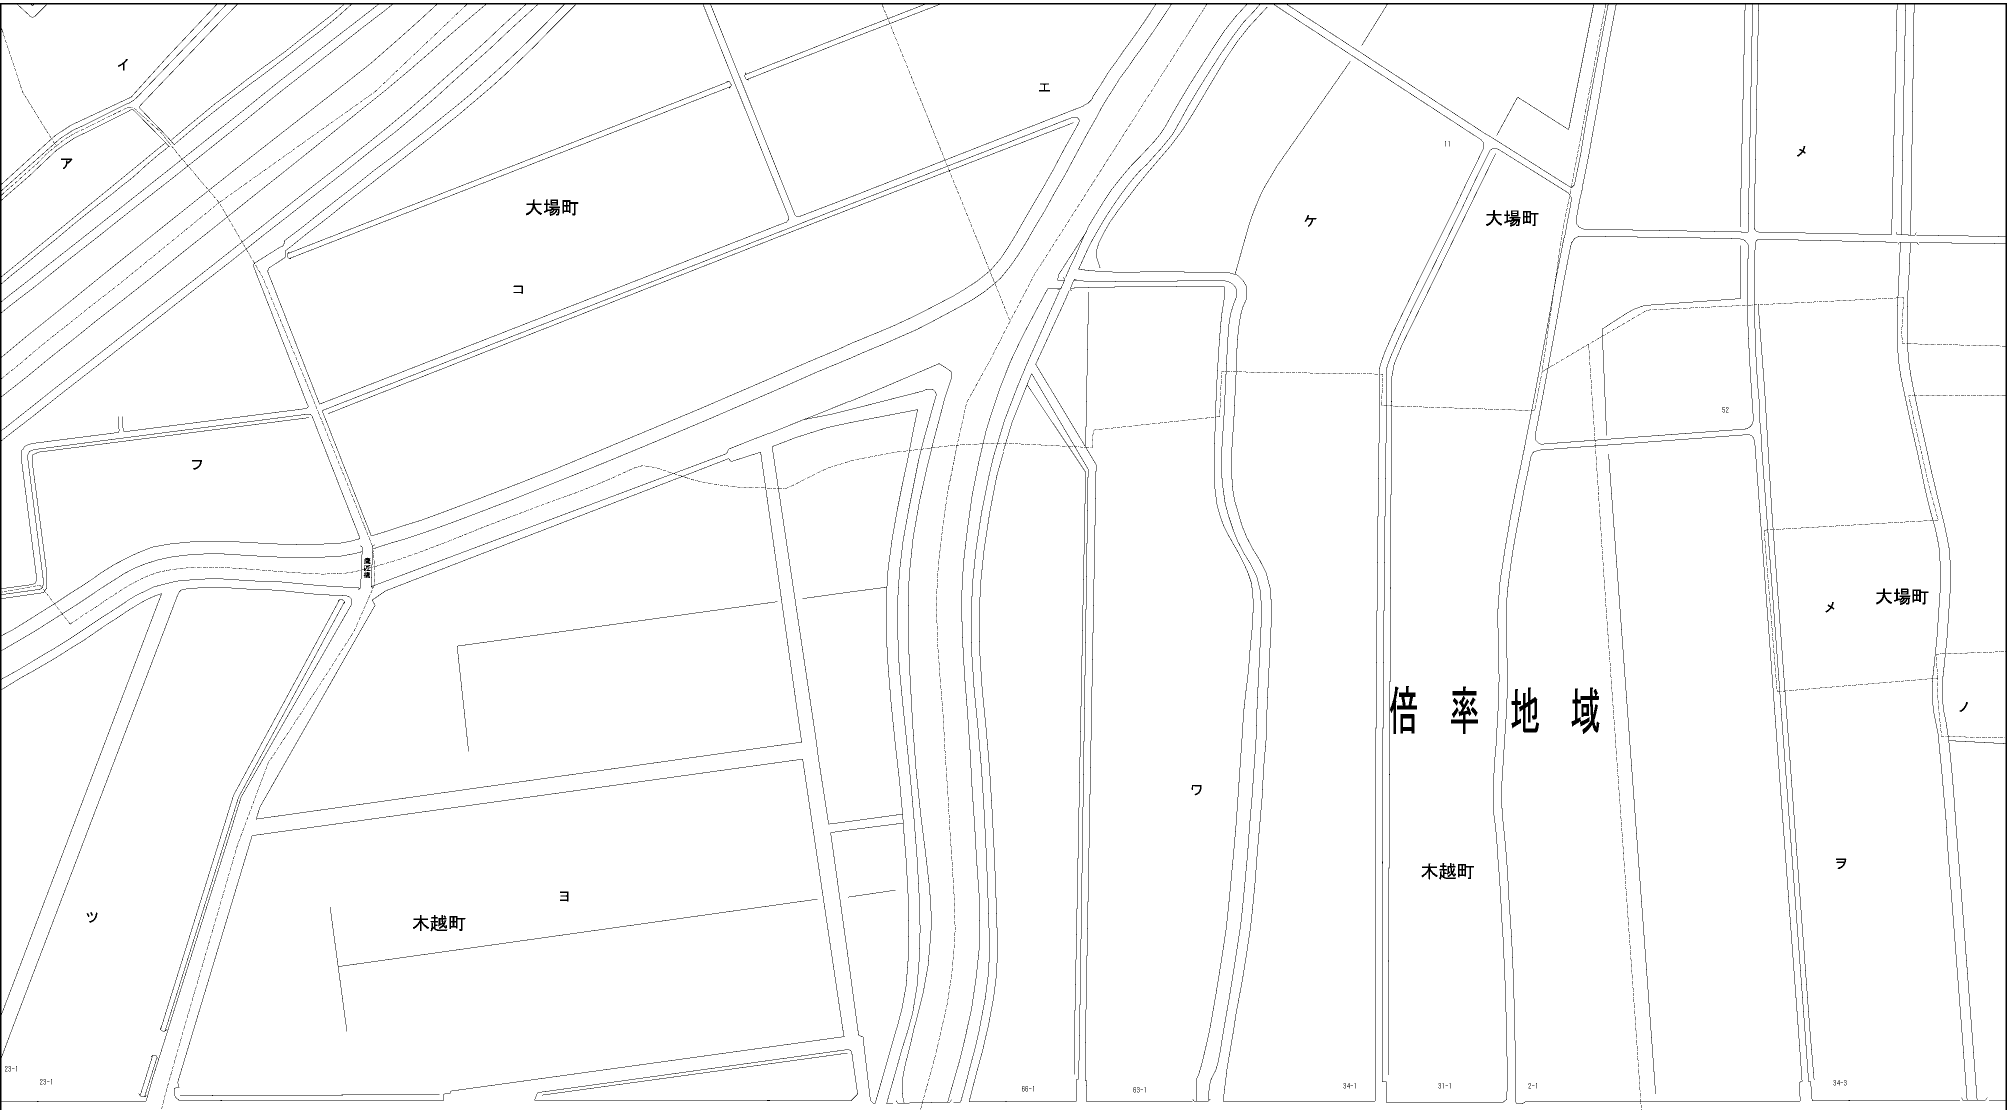 イ
エ
11
メ
ア
大場町
ケ
大場町
コ
52
フ
メ
大場町
倍率地域
ノ
ワ
ヲ
木越町
ヨ
木越町
ツ
23-1
23-1
66-1
63-1
34-1
31-1
2-1
34-3